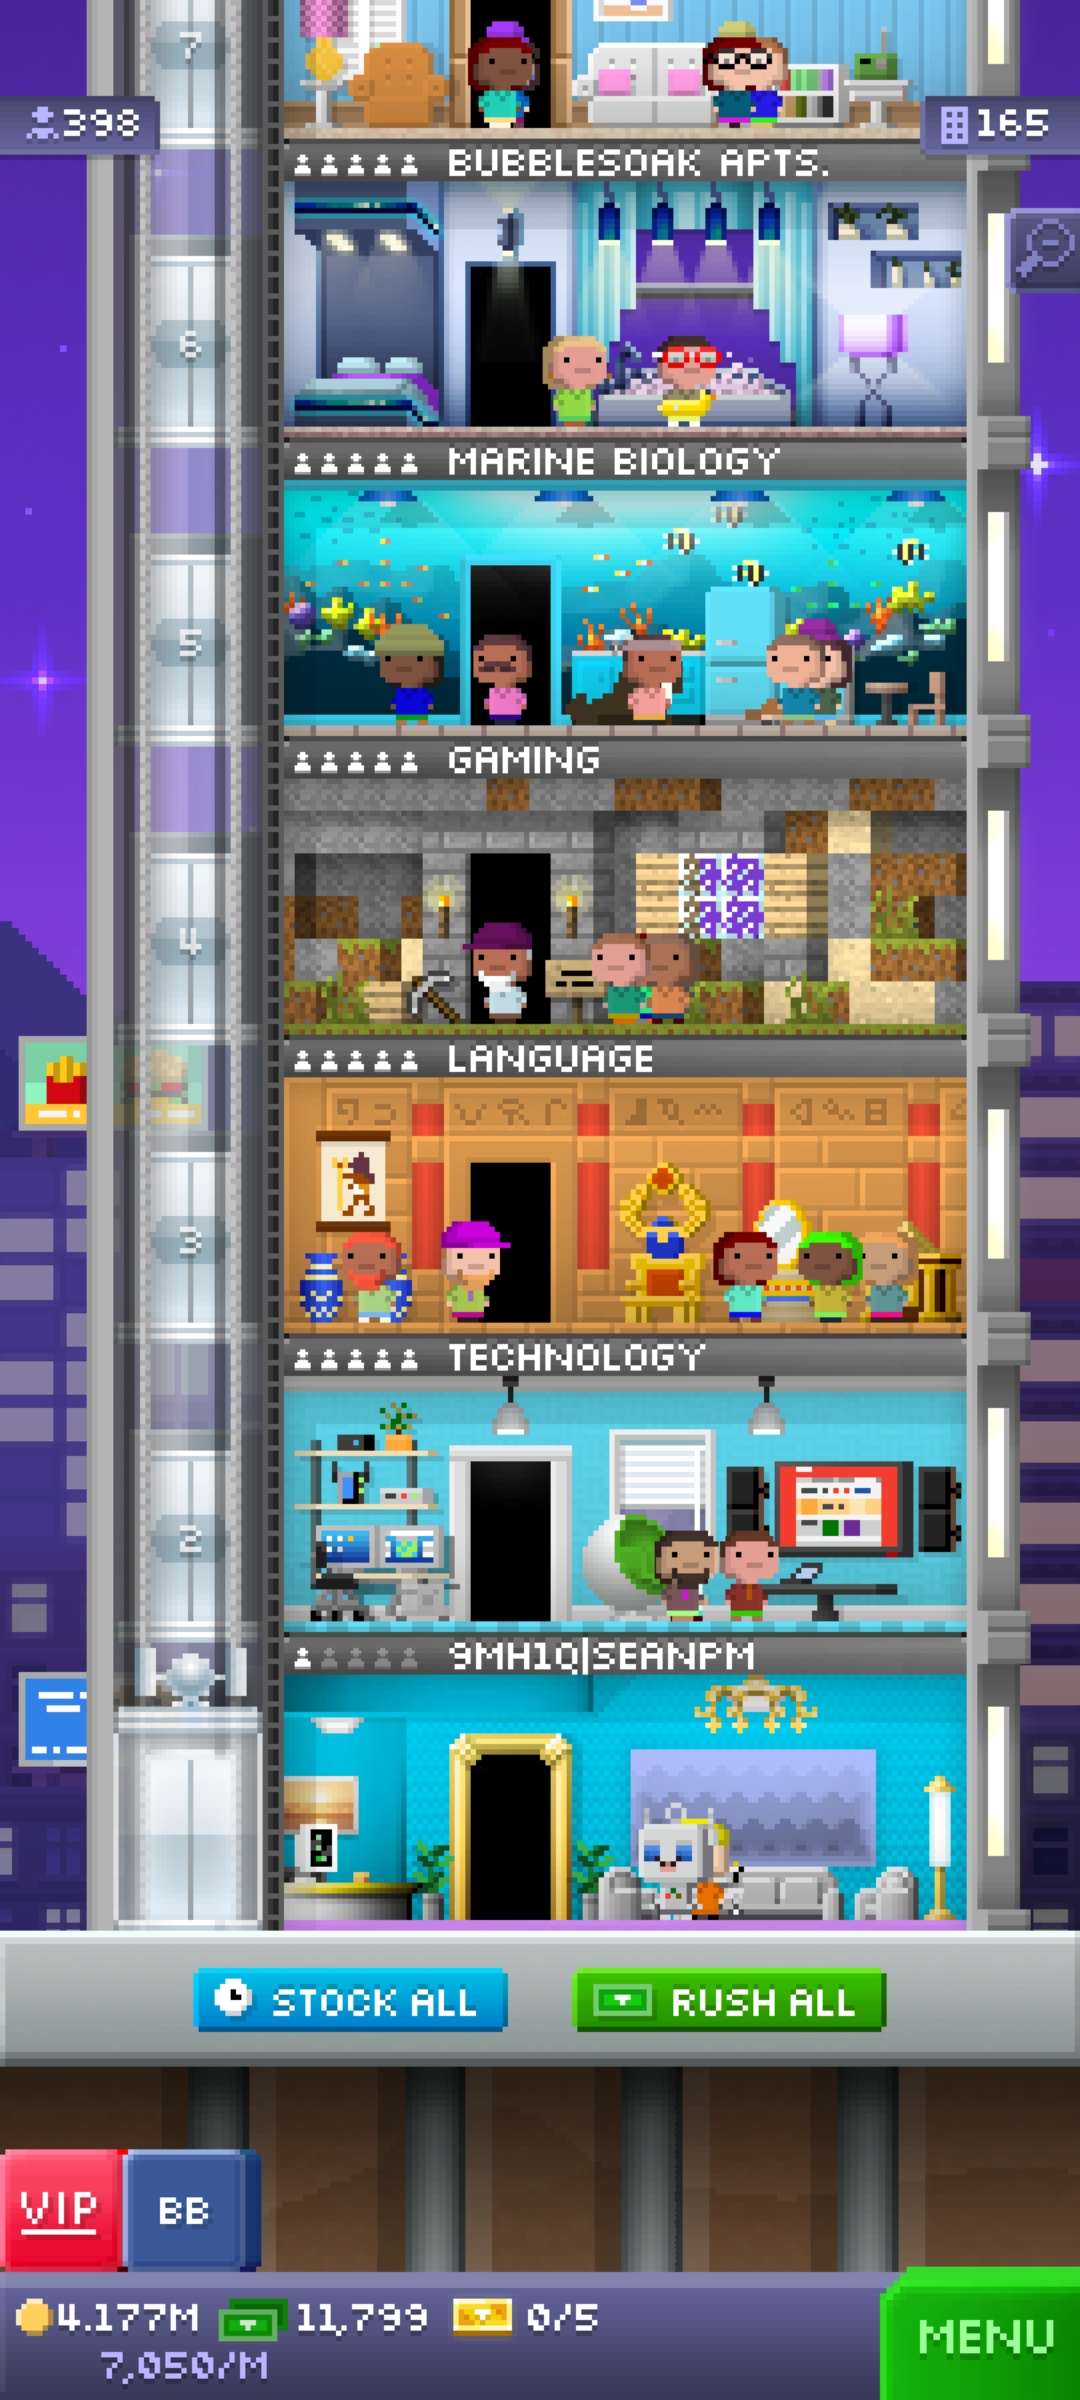 7
398
165
BUBBLESOAK APTS.
6
MARINE BIOLOGY
5
GAMING
4
LANGUAGE
3
TECHNOLOGY
2
9MH1Q|SEANPM
STOCK ALL
RUSH ALL
VIP
BB
4.177M 11,799 0/5
7,050/M
MENU